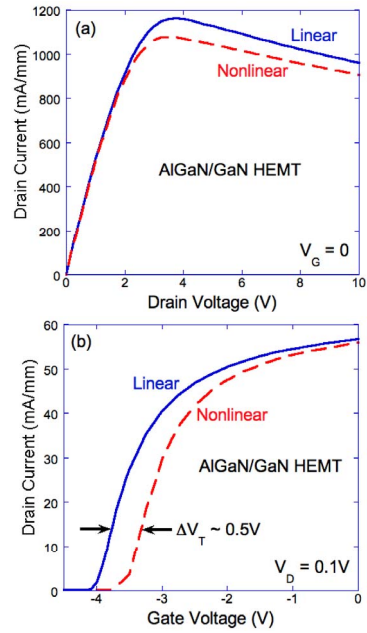 (a)
Drain Current (mA/mm)
1200
1000
800
600
400
200
0
Linear
Nonlinear
AlGaN/GaN HEMT
V_G = 0
0 2 4 6 8 10
Drain Voltage (V)
(b)
Drain Current (mA/mm)
60
50
40
30
20
10
0
Linear
Nonlinear
AlGaN/GaN HEMT
ΔV_T ~ 0.5V
V_D = 0.1V
-4 -3 -2 -1 0
Gate Voltage (V)